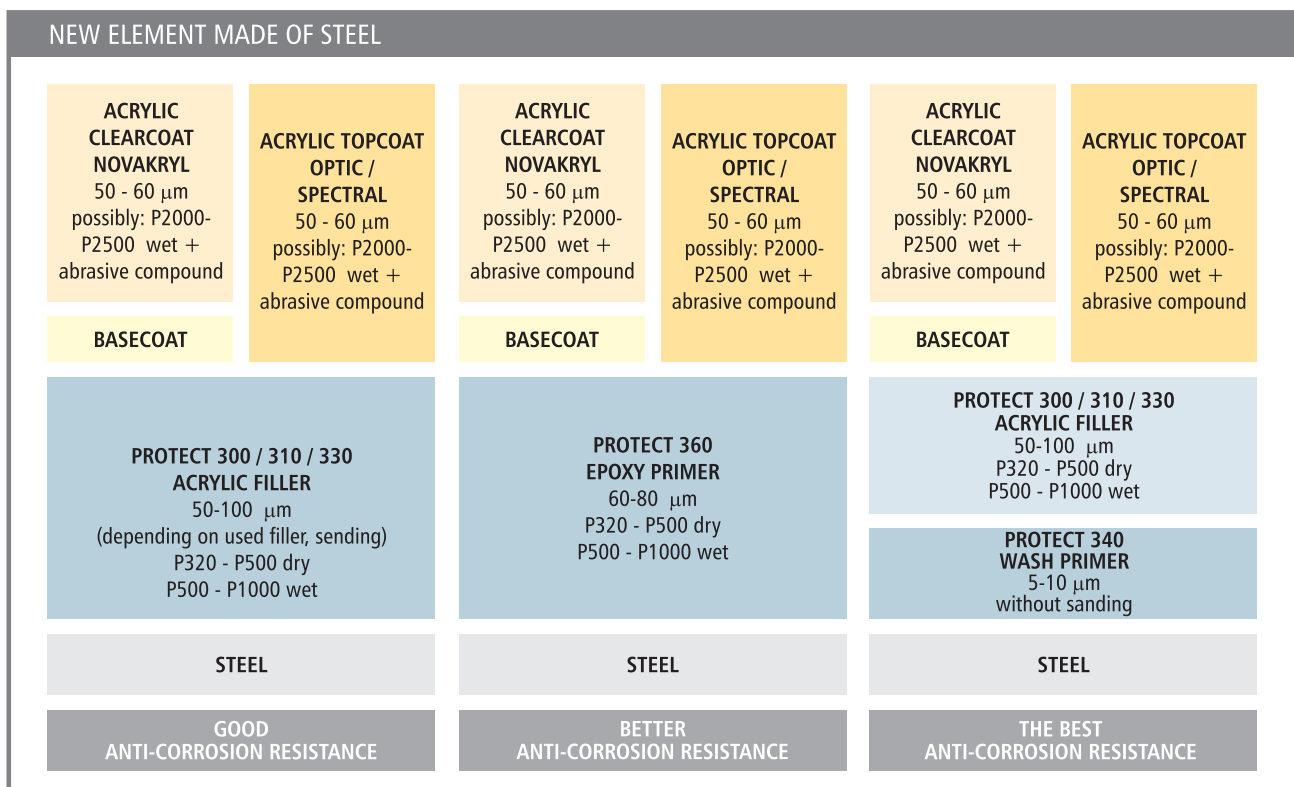 NEW ELEMENT MADE OF STEEL
ACRYLIC
CLEARCOAT
NOVAKRYL
50 - 60 µm
possibly: P2000-
P2500 wet +
abrasive compound
BASECOAT
ACRYLIC TOPCOAT
OPTIC /
SPECTRAL
50 - 60 µm
possibly: P2000-
P2500 wet +
abrasive compound
PROTECT 300 / 310 / 330
ACRYLIC FILLER
50-100 µm
(depending on used filler, sending)
P320 - P500 dry
P500 - P1000 wet
STEEL
GOOD
ANTI-CORROSION RESISTANCE
ACRYLIC
CLEARCOAT
NOVAKRYL
50 - 60 µm
possibly: P2000-
P2500 wet +
abrasive compound
BASECOAT
ACRYLIC TOPCOAT
OPTIC /
SPECTRAL
50 - 60 µm
possibly: P2000-
P2500 wet +
abrasive compound
PROTECT 360
EPOXY PRIMER
60-80 µm
P320 - P500 dry
P500 - P1000 wet
STEEL
BETTER
ANTI-CORROSION RESISTANCE
ACRYLIC
CLEARCOAT
NOVAKRYL
50 - 60 µm
possibly: P2000-
P2500 wet +
abrasive compound
BASECOAT
ACRYLIC TOPCOAT
OPTIC /
SPECTRAL
50 - 60 µm
possibly: P2000-
P2500 wet +
abrasive compound
PROTECT 300 / 310 / 330
ACRYLIC FILLER
50-100 µm
P320 - P500 dry
P500 - P1000 wet
PROTECT 340
WASH PRIMER
5-10 µm
without sanding
STEEL
THE BEST
ANTI-CORROSION RESISTANCE